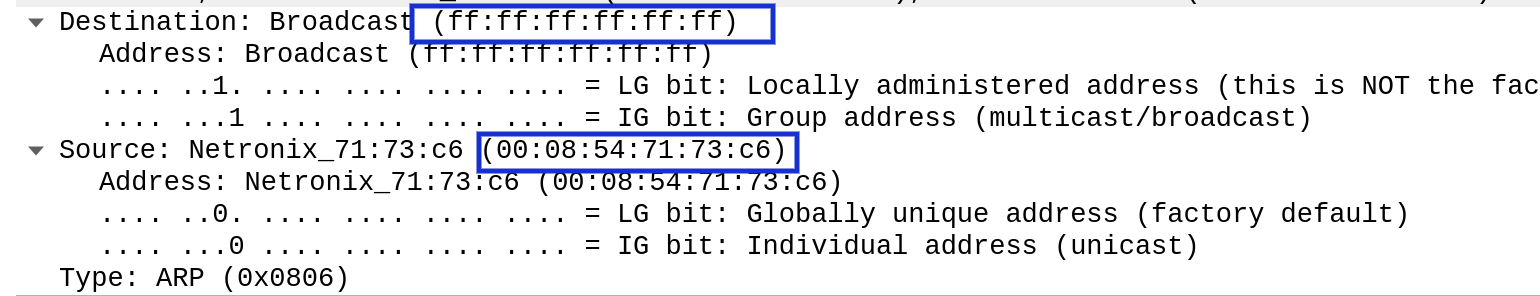 Destination: Broadcast (ff:ff:ff:ff:ff:ff)
Address: Broadcast (ff:ff:ff:ff:ff:ff)
.... ..1. .... .... .... .... = LG bit: Locally administered address (this is NOT the fac
.... ...1 .... .... .... .... = IG bit: Group address (multicast/broadcast)
Source: Netronix_71:73:c6 (00:08:54:71:73:c6)
Address: Netronix_71:73:c6 (00:08:54:71:73:c6)
.... ..0. .... .... .... .... = LG bit: Globally unique address (factory default)
.... ...0 .... .... .... .... = IG bit: Individual address (unicast)
Type: ARP (0x0806)